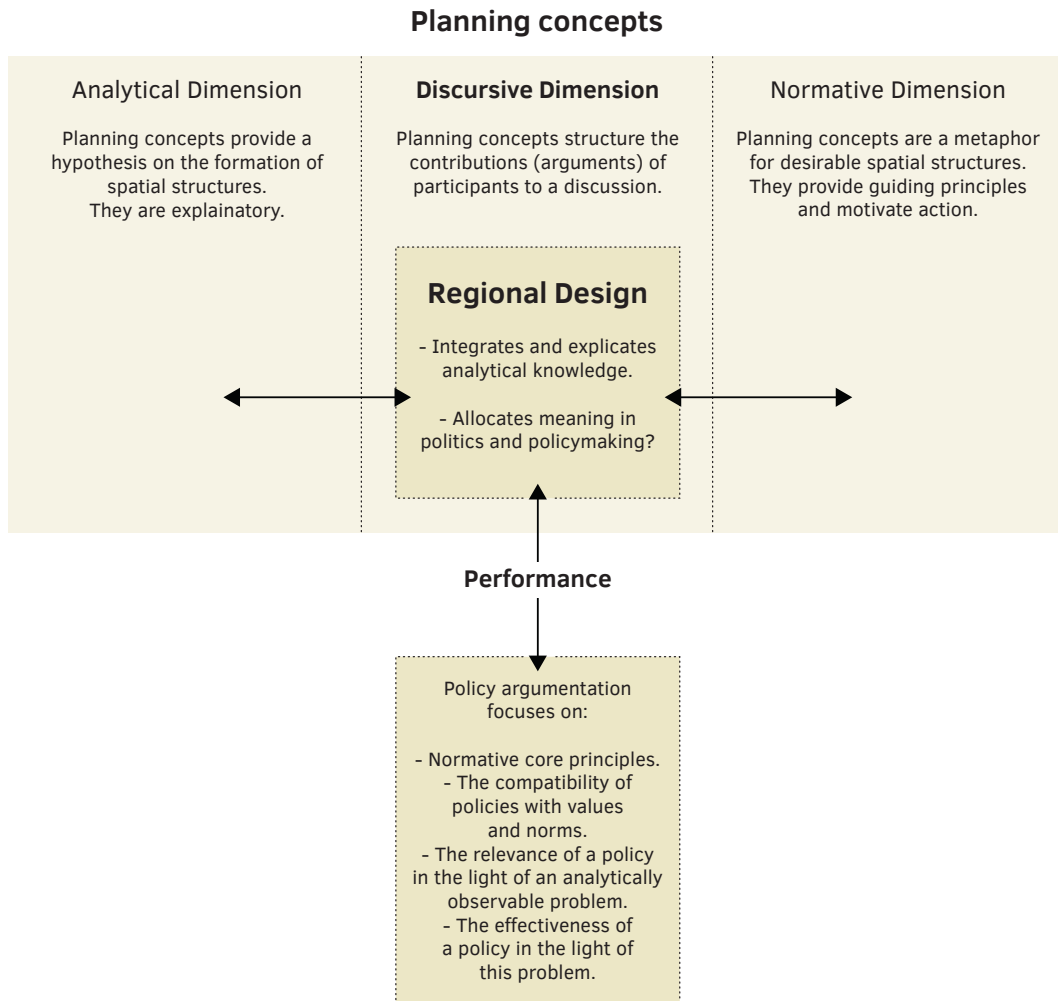 Planning concepts
Analytical Dimension
Planning concepts provide a
hypothesis on the formation of
spatial structures.
They are explainatory.
Discursive Dimension
Planning concepts structure the
contributions (arguments) of
participants to a discussion.
Normative Dimension
Planning concepts are a metaphor
for desirable spatial structures.
They provide guiding principles
and motivate action.
Regional Design
- Integrates and explicates
analytical knowledge.
- Allocates meaning in
politics and policymaking?
Performance
Policy argumentation
focuses on:
- Normative core principles.
- The compatibility of
policies with values
and norms.
- The relevance of a policy
in the light of an analytically
observable problem.
- The effectiveness of
a policy in the light of
this problem.